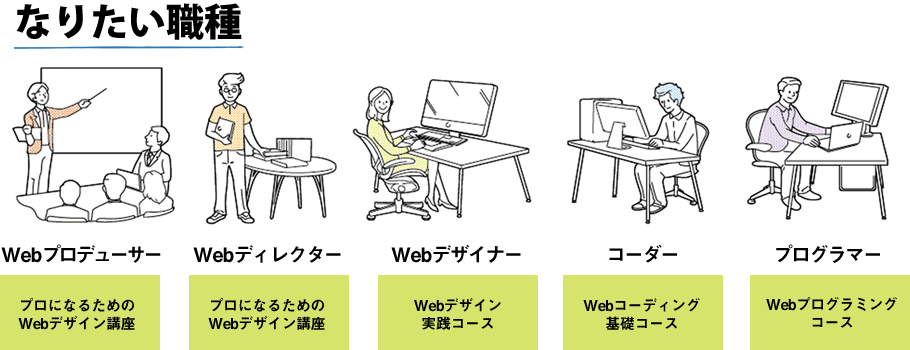 なりたい職種
Webプロデューサー
Webディレクター
Webデザイナー
コーダー
プログラマー
プロになるための
Webデザイン講座
プロになるための
Webデザイン講座
Webデザイン
実践コース
Webコーディング
基礎コース
Webプログラミング
コース